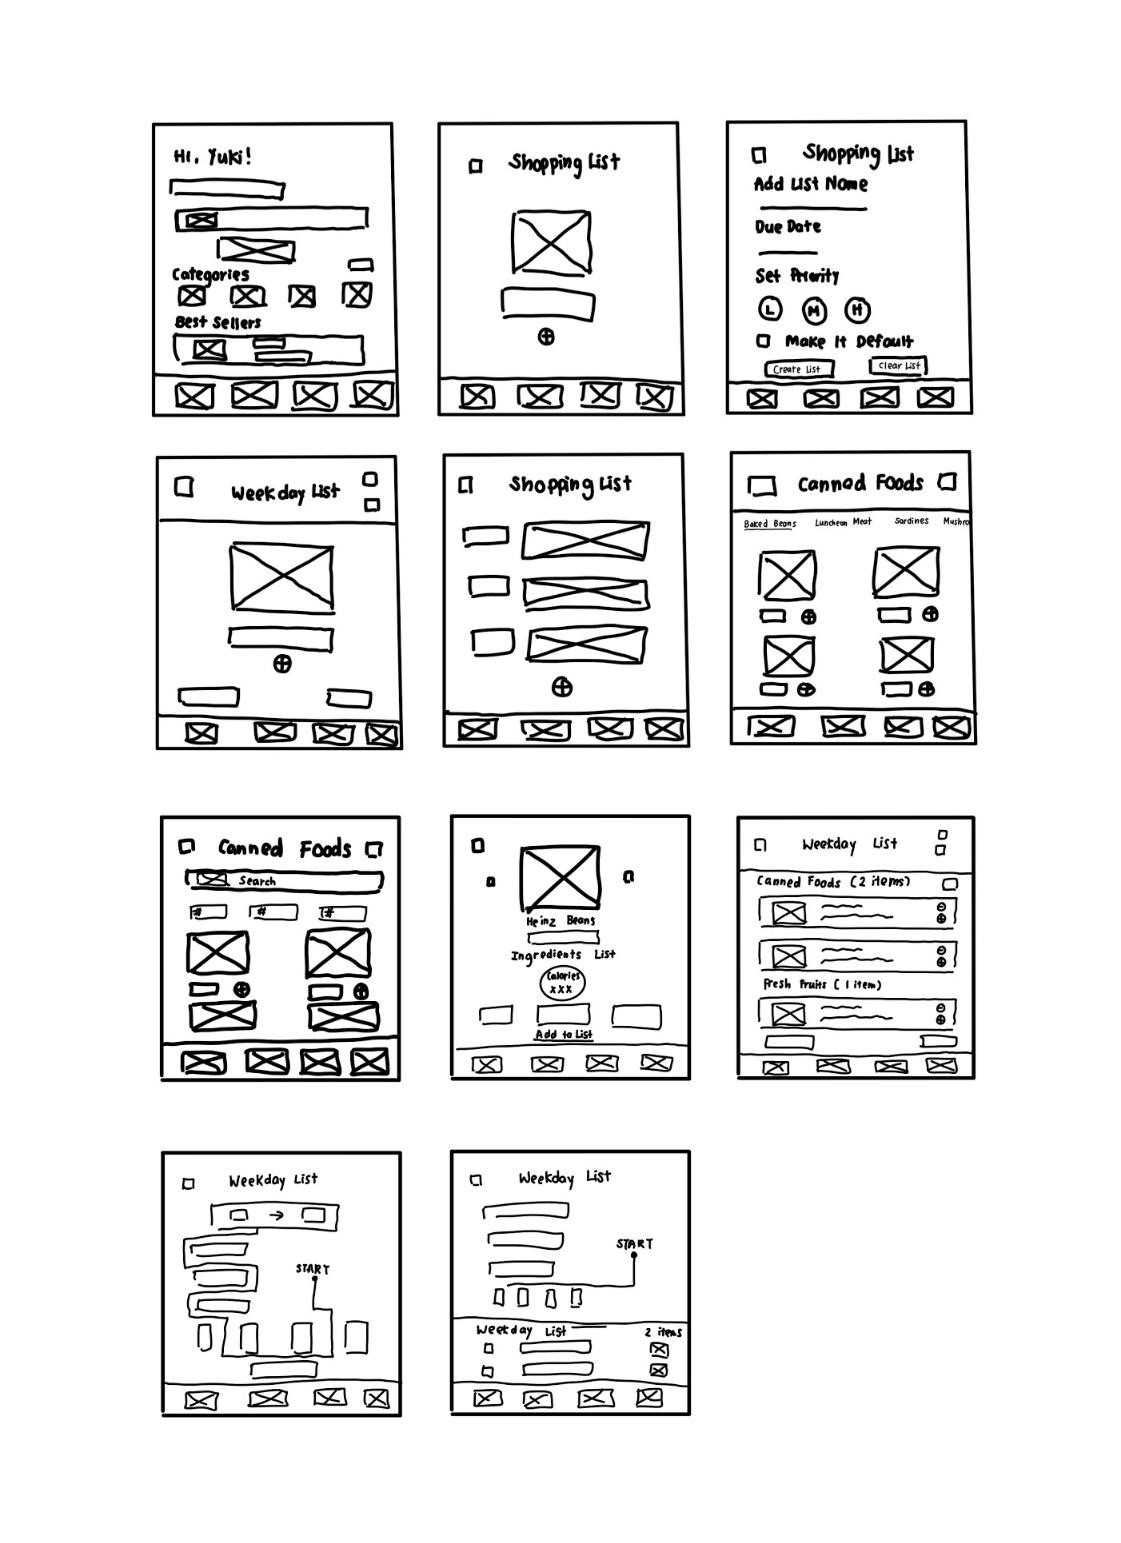 Hi, Yuki!
Categories
Best Sellers
Shopping List
Shopping List
Add List Name
Due Date
Set Priority
L M H
Make It Default
Create List
Clear List
Weekday List
Shopping List
Canned Foods
Baked Beans Luncheon Meat Sardines Mushro
Canned Foods
Search
# # #
Heinz Beans
Ingredients List
Calories
xxx
Add to List
Weekday List
Canned Foods (2 items)
Fresh Fruits (1 item)
Weekday List
START
Weekday List
START
Weekday List 2 items